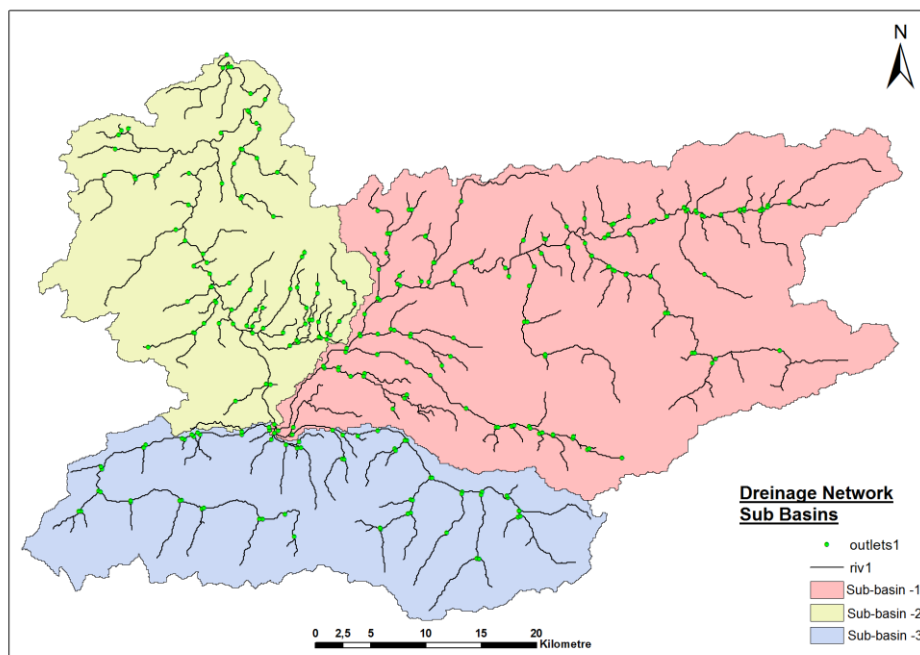 N
Dreinage Network
Sub Basins
outlets1
riv1
Sub-basin -1
Sub-basin -2
Sub-basin -3
0 2,5 5 10 15 20
Kilometre